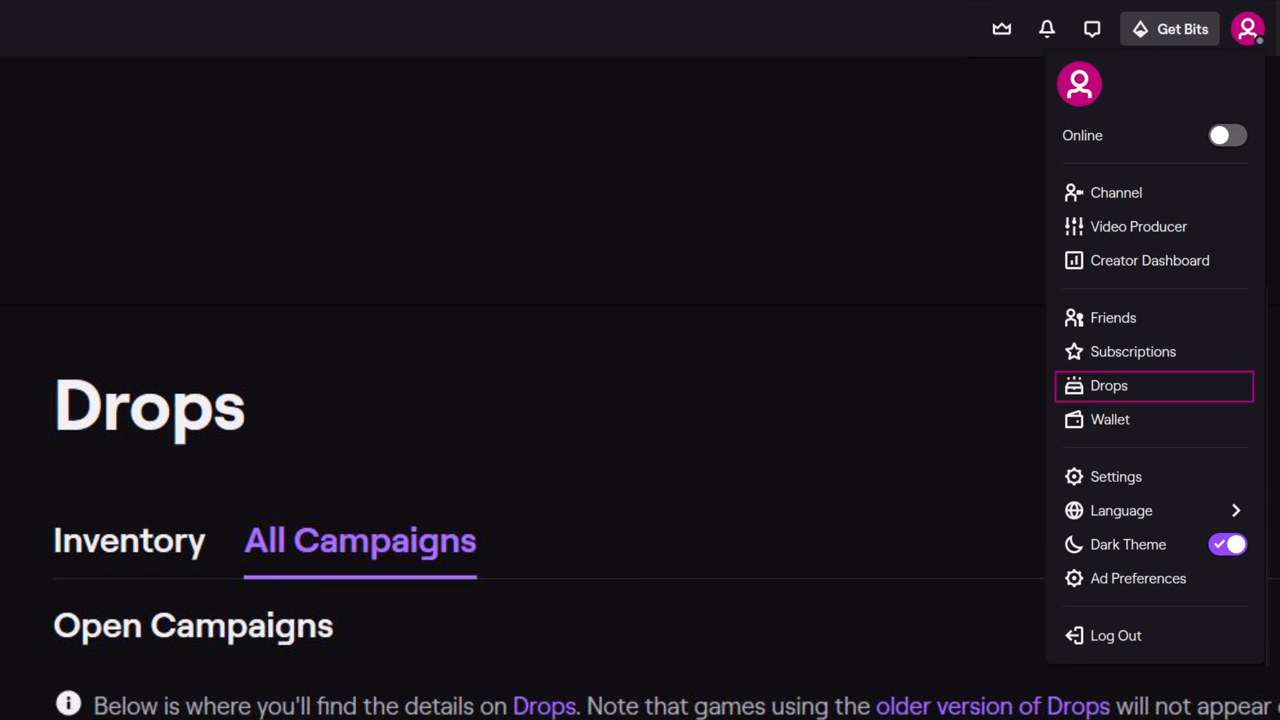 Get Bits
Online
Channel
Video Producer
Creator Dashboard
Friends
Subscriptions
Drops
Wallet
Settings
Language
Dark Theme
Ad Preferences
Log Out
Drops
Inventory All Campaigns
Open Campaigns
Below is where you'll find the details on Drops. Note that games using the older version of Drops will not appear